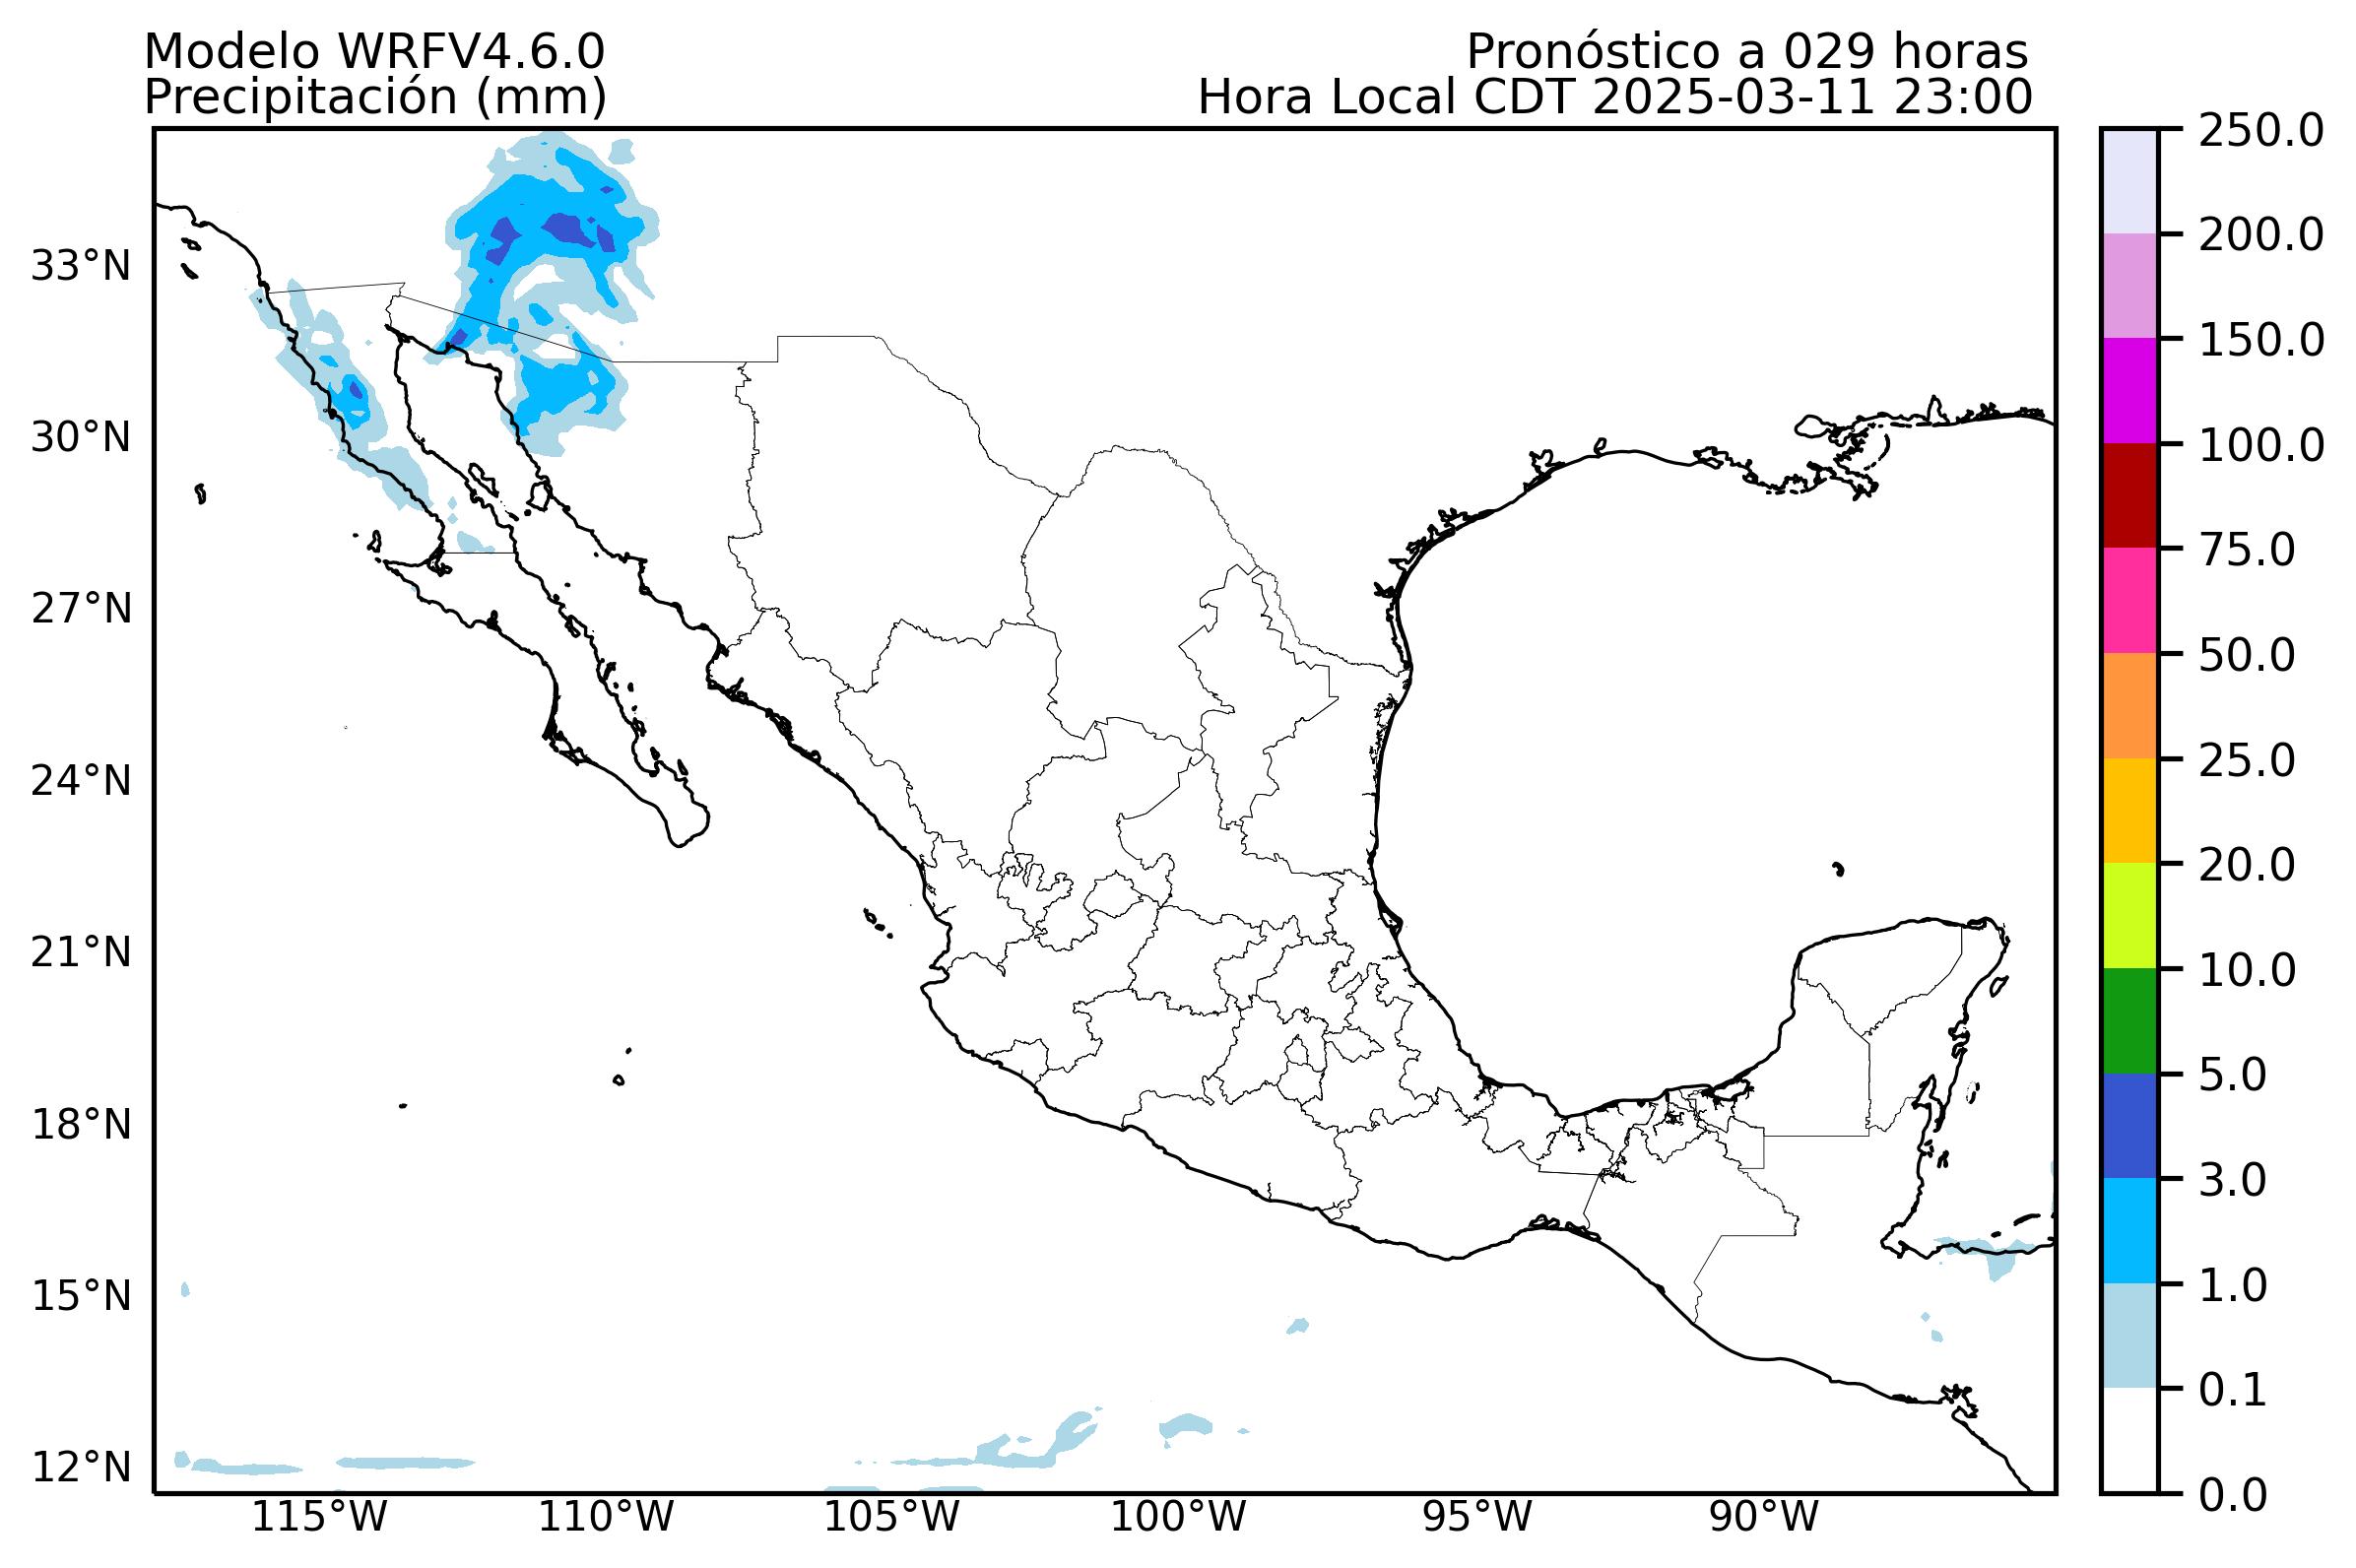 Modelo WRFV4.6.0
Pronóstico a 029 horas
Precipitación (mm)
Hora Local CDT 2025-03-11 23:00
33°N
30°N
27°N
24°N
21°N
18°N
15°N
12°N
115°W
110°W
105°W
100°W
95°W
90°W
250.0
200.0
150.0
100.0
75.0
50.0
25.0
20.0
10.0
5.0
3.0
1.0
0.1
0.0